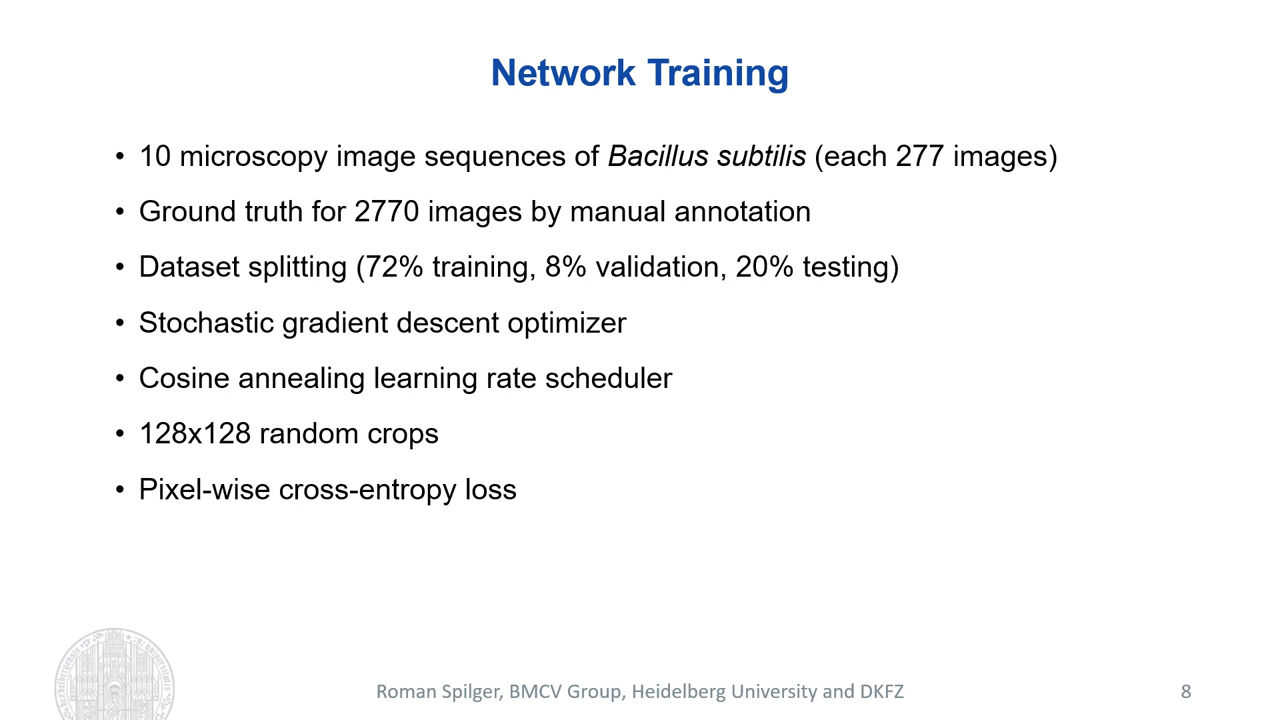 Network Training
• 10 microscopy image sequences of Bacillus subtilis (each 277 images)
• Ground truth for 2770 images by manual annotation
• Dataset splitting (72% training, 8% validation, 20% testing)
• Stochastic gradient descent optimizer
• Cosine annealing learning rate scheduler
• 128x128 random crops
• Pixel-wise cross-entropy loss
Roman Spilger, BMCV Group, Heidelberg University and DKFZ
8